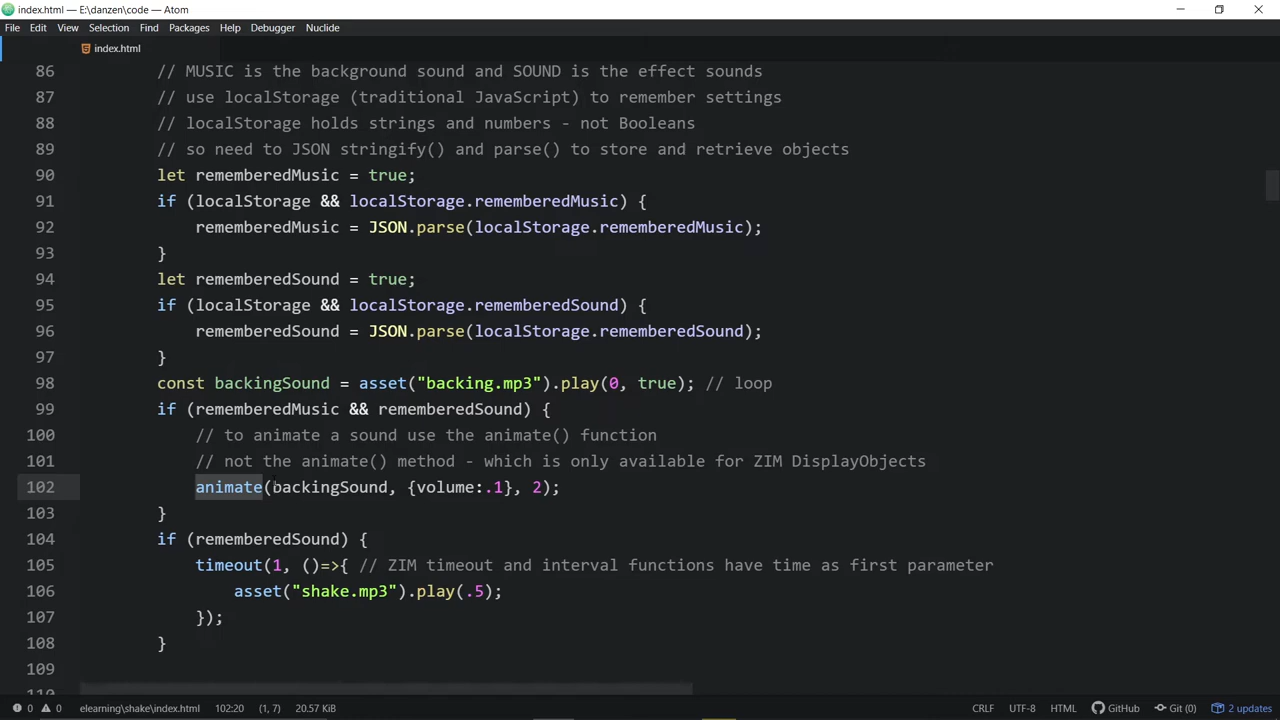 index.html — E:\danzen\code — Atom
File Edit View Selection Find Packages Help Debugger Nuclide
index.html
86 // MUSIC is the background sound and SOUND is the effect sounds
87 // use localStorage (traditional JavaScript) to remember settings
88 // localStorage holds strings and numbers - not Booleans
89 // so need to JSON stringify() and parse() to store and retrieve objects
90 let rememberedMusic = true;
91 if (localStorage && localStorage.rememberedMusic) {
92 rememberedMusic = JSON.parse(localStorage.rememberedMusic);
93 }
94 let rememberedSound = true;
95 if (localStorage && localStorage.rememberedSound) {
96 rememberedSound = JSON.parse(localStorage.rememberedSound);
97 }
98 const backingSound = asset("backing.mp3").play(0, true); // loop
99 if (rememberedMusic && rememberedSound) {
100 // to animate a sound use the animate() function
101 // not the animate() method - which is only available for ZIM DisplayObjects
102 animate(backingSound, {volume:.1}, 2);
103 }
104 if (rememberedSound) {
105 timeout(1, ()=>{ // ZIM timeout and interval functions have time as first parameter
106 asset("shake.mp3").play(.5);
107 });
108 }
109
110
0 0 elearning\shake\index.html 102:20 (1, 7) 20.57 KiB CRLF UTF-8 HTML GitHub Git (0) 2 updates